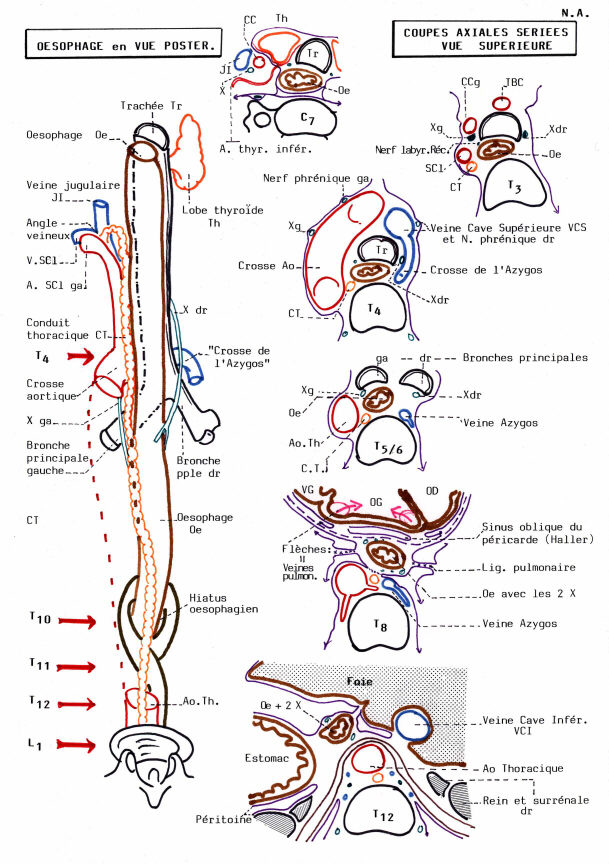 N.A.
OESOPHAGE en VUE POSTER.
COUPES AXIALES SERIEES
VUE SUPERIEURE
CC
Th
Tr
JI
X
Oe
C7
A. thyr. infér.
CCg
TBC
Xg
Xdr
Nerf labyr.Réc.
Oe
SCl
CT
T3
Trachée Tr
Oesophage Oe
Veine jugulaire
JI
Lobe thyroïde
Th
Angle
veineux
V.SCl
A. SCl ga.
X dr
Conduit
thoracique CT
T4
"Crosse de
l'Azygos"
Crosse
aortique
X ga.
Bronche
principale
gauche
Bronche
pple dr
CT
Oesophage
Oe
Hiatus
oesophagien
T10
T11
T12
Ao.Th.
L1
Nerf phrénique ga
Xg
Veine Cave Supérieure VCS
et N. phrénique dr
Tr
Crosse Ao
Crosse de l'Azygos
Xdr
CT
T4
ga
dr
Bronches principales
Xg
Xdr
Oe
Veine Azygos
Ao.Th
C.T.
T5/6
VG
OG
OD
Sinus oblique du
péricarde (Haller)
Flèches:
=
Veines
pulmon.
Lig. pulmonaire
Oe avec les 2 X
Veine Azygos
T8
Foie
Oe + 2 X
Veine Cave Infér.
VCI
Estomac
Ao Thoracique
Rein et surrénale
dr
Péritoine
T12